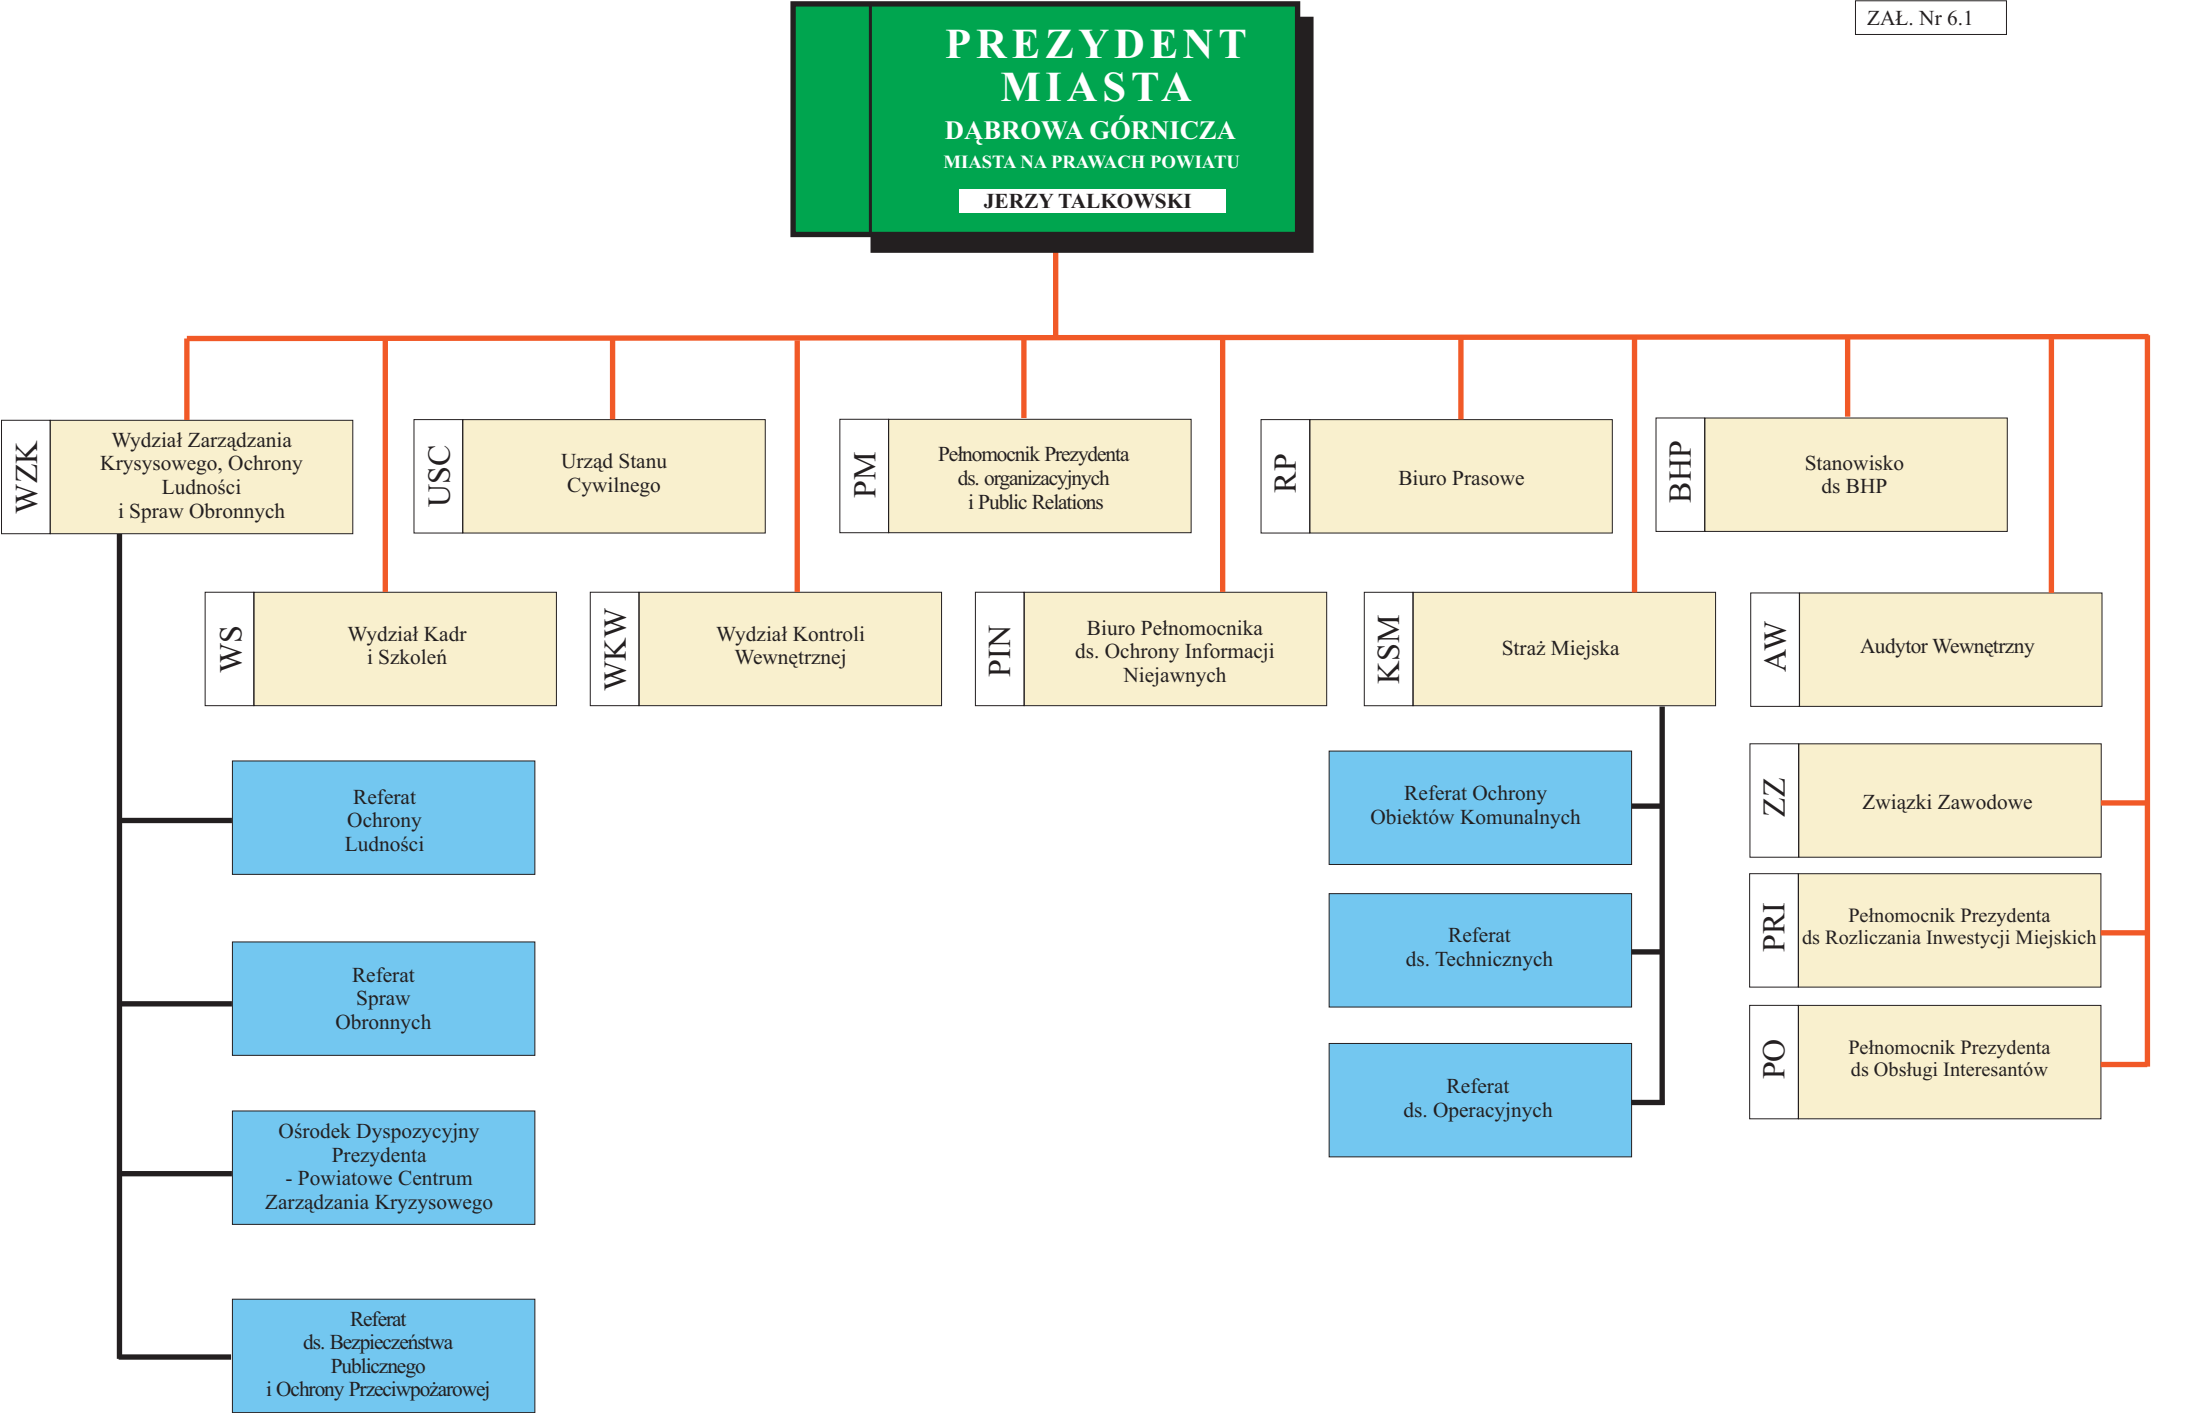 ZAŁ. Nr 6.1
PREZYDENT
MIASTA
DĄBROWA GÓRNICZA
MIASTA NA PRAWACH POWIATU
JERZY TALKOWSKI
WZK
Wydział Zarządzania
Krysysowego, Ochrony
Ludności
i Spraw Obronnych
USC
Urząd Stanu
Cywilnego
PM
Pełnomocnik Prezydenta
ds. organizacyjnych
i Public Relations
RP
Biuro Prasowe
BHP
Stanowisko
ds BHP
WS
Wydział Kadr
i Szkoleń
WKW
Wydział Kontroli
Wewnętrznej
PIN
Biuro Pełnomocnika
ds. Ochrony Informacji
Niejawnych
KSM
Straż Miejska
AW
Audytor Wewnętrzny
Referat
Ochrony
Ludności
Referat
Spraw
Obronnych
Ośrodek Dyspozycyjny
Prezydenta
- Powiatowe Centrum
Zarządzania Kryzysowego
Referat
ds. Bezpieczeństwa
Publicznego
i Ochrony Przeciwpożarowej
Referat Ochrony
Obiektów Komunalnych
Referat
ds. Technicznych
Referat
ds. Operacyjnych
ZZ
Związki Zawodowe
PRI
Pełnomocnik Prezydenta
ds Rozliczania Inwestycji Miejskich
PO
Pełnomocnik Prezydenta
ds Obsługi Interesantów